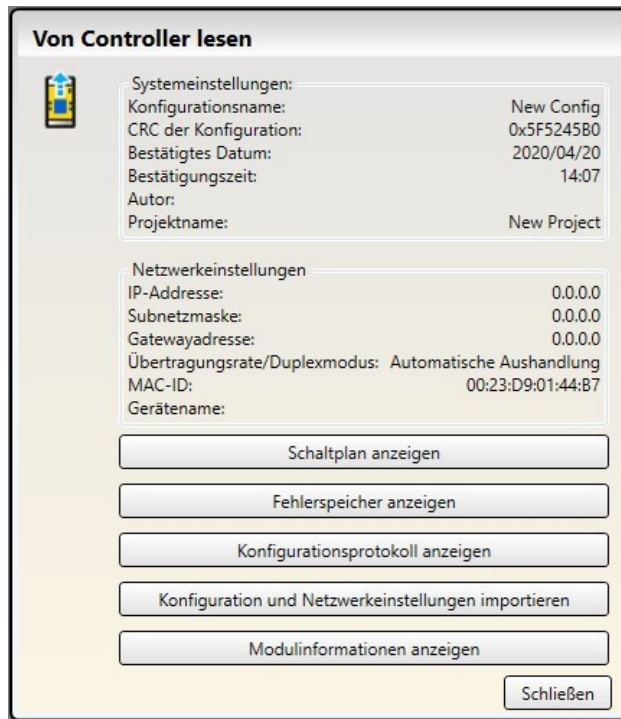 Von Controller lesen
Systemeinstellungen:
Konfigurationsname: New Config
CRC der Konfiguration: 0x5F5245B0
Bestätigtes Datum: 2020/04/20
Bestätigungszeit: 14:07
Autor:
Projektname: New Project
Netzwerkeinstellungen
IP-Addresse: 0.0.0.0
Subnetzmaske: 0.0.0.0
Gatewayadresse: 0.0.0.0
Übertragungsrate/Duplexmodus: Automatische Aushandlung
MAC-ID: 00:23:D9:01:44:B7
Gerätename:
Schaltplan anzeigen
Fehlerspeicher anzeigen
Konfigurationsprotokoll anzeigen
Konfiguration und Netzwerkeinstellungen importieren
Modulinformationen anzeigen
Schließen